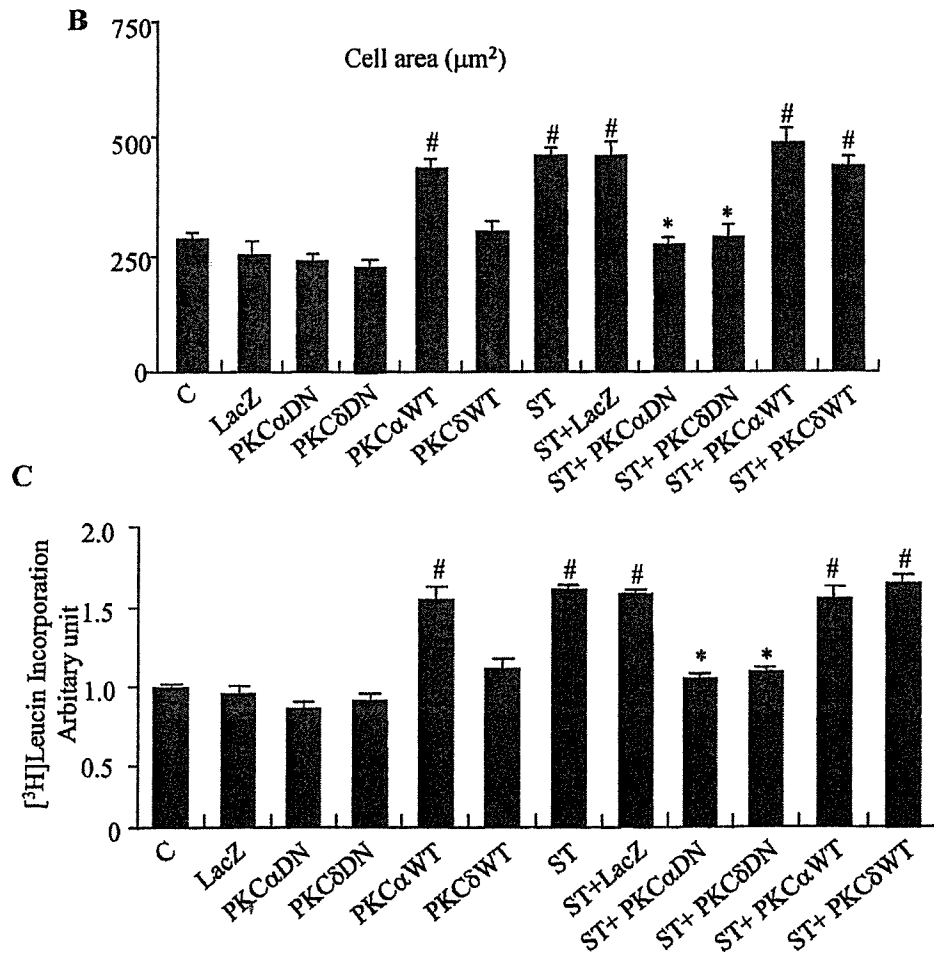 B
750
500
250
0
Cell area (μm²)
#
#
#
*
*
#
#
C
LacZ
PKCαDN
PKCδDN
PKCαWT
PKCδWT
ST
ST+LacZ
ST+ PKCαDN
ST+ PKCδDN
ST+ PKCαWT
ST+ PKCδWT
C
[³H]Leucin Incorporation
Arbitary unit
2.0
1.5
1.0
0.5
0
#
#
#
*
*
#
#
C
LacZ
PKCαDN
PKCδDN
PKCαWT
PKCδWT
ST
ST+LacZ
ST+ PKCαDN
ST+ PKCδDN
ST+ PKCαWT
ST+ PKCδWT